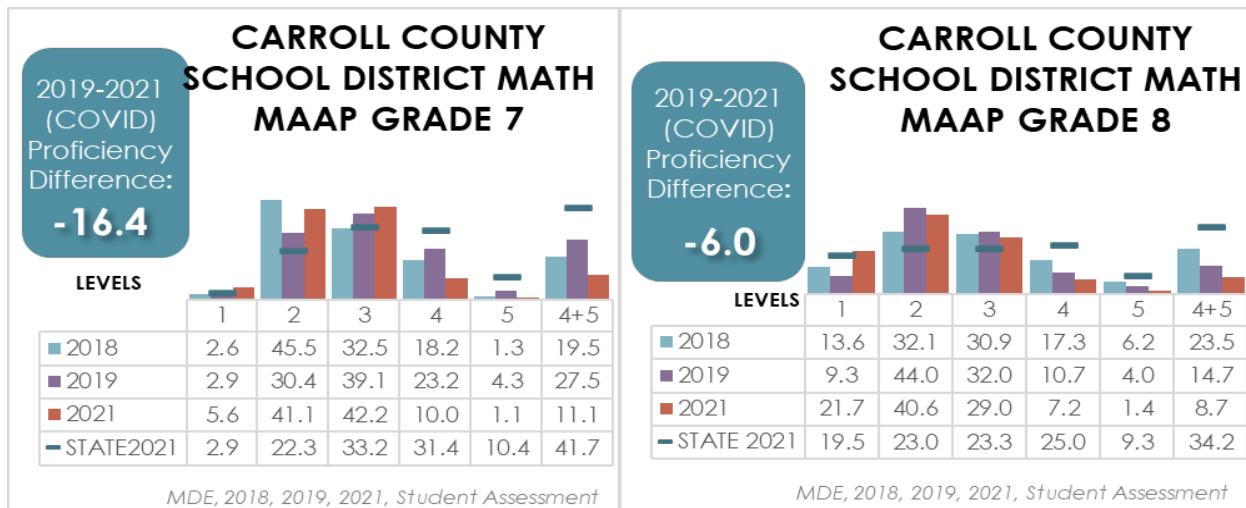 CARROLL COUNTY
SCHOOL DISTRICT MATH
MAAP GRADE 7
2019-2021
(COVID)
Proficiency
Difference:
-16.4
LEVELS
1 2 3 4 5 4+5
2018 2.6 45.5 32.5 18.2 1.3 19.5
2019 2.9 30.4 39.1 23.2 4.3 27.5
2021 5.6 41.1 42.2 10.0 1.1 11.1
STATE2021 2.9 22.3 33.2 31.4 10.4 41.7
MDE, 2018, 2019, 2021, Student Assessment
CARROLL COUNTY
SCHOOL DISTRICT MATH
MAAP GRADE 8
2019-2021
(COVID)
Proficiency
Difference:
-6.0
LEVELS
1 2 3 4 5 4+5
2018 13.6 32.1 30.9 17.3 6.2 23.5
2019 9.3 44.0 32.0 10.7 4.0 14.7
2021 21.7 40.6 29.0 7.2 1.4 8.7
STATE 2021 19.5 23.0 23.3 25.0 9.3 34.2
MDE, 2018, 2019, 2021, Student Assessment